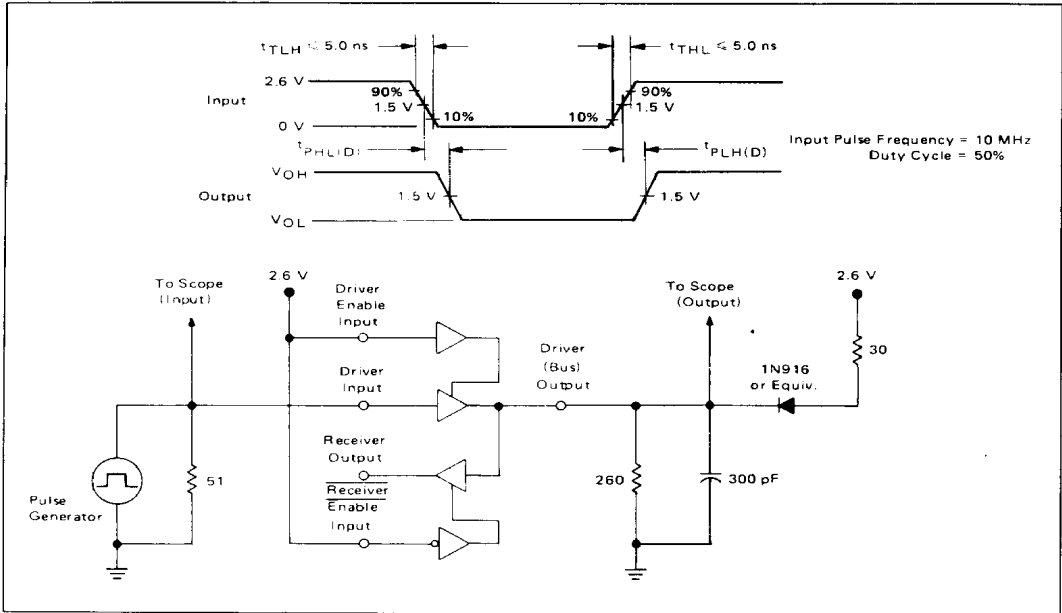 tTLH ≤ 5.0 ns
tTHL ≤ 5.0 ns
2.6 V
90%
90%
Input
1.5 V
1.5 V
10%
10%
0 V
Input Pulse Frequency = 10 MHz
Duty Cycle = 50%
tPHL(D)
tPLH(D)
VOH
Output
1.5 V
1.5 V
VOL
To Scope
(Input)
2.6 V
Driver
Enable
Input
To Scope
(Output)
2.6 V
Driver
Input
Driver
(Bus)
Output
1N916
or Equiv.
30
Receiver
Output
Receiver
Enable
Input
Pulse
Generator
51
260
300 pF